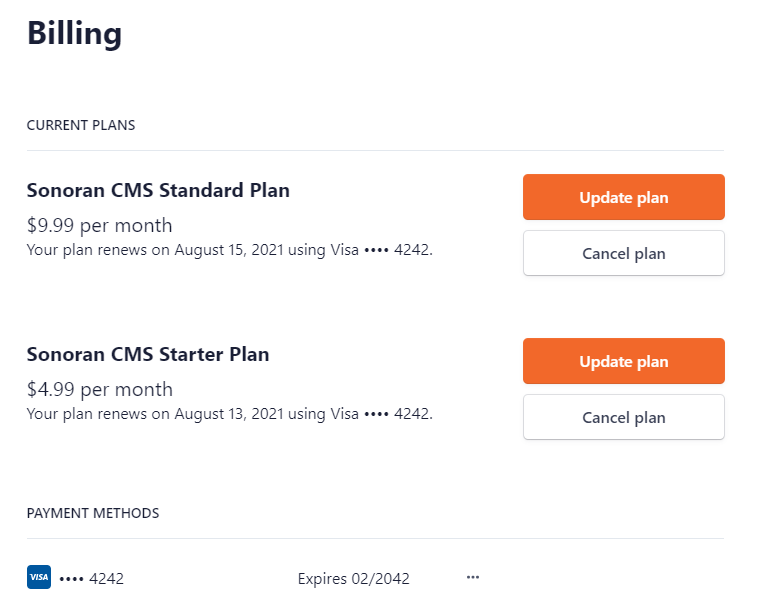 Billing
CURRENT PLANS
Sonoran CMS Standard Plan
Update plan
$9.99 per month
Your plan renews on August 15, 2021 using Visa •••• 4242.
Cancel plan
Sonoran CMS Starter Plan
Update plan
$4.99 per month
Your plan renews on August 13, 2021 using Visa •••• 4242.
Cancel plan
PAYMENT METHODS
VISA •••• 4242 Expires 02/2042 •••